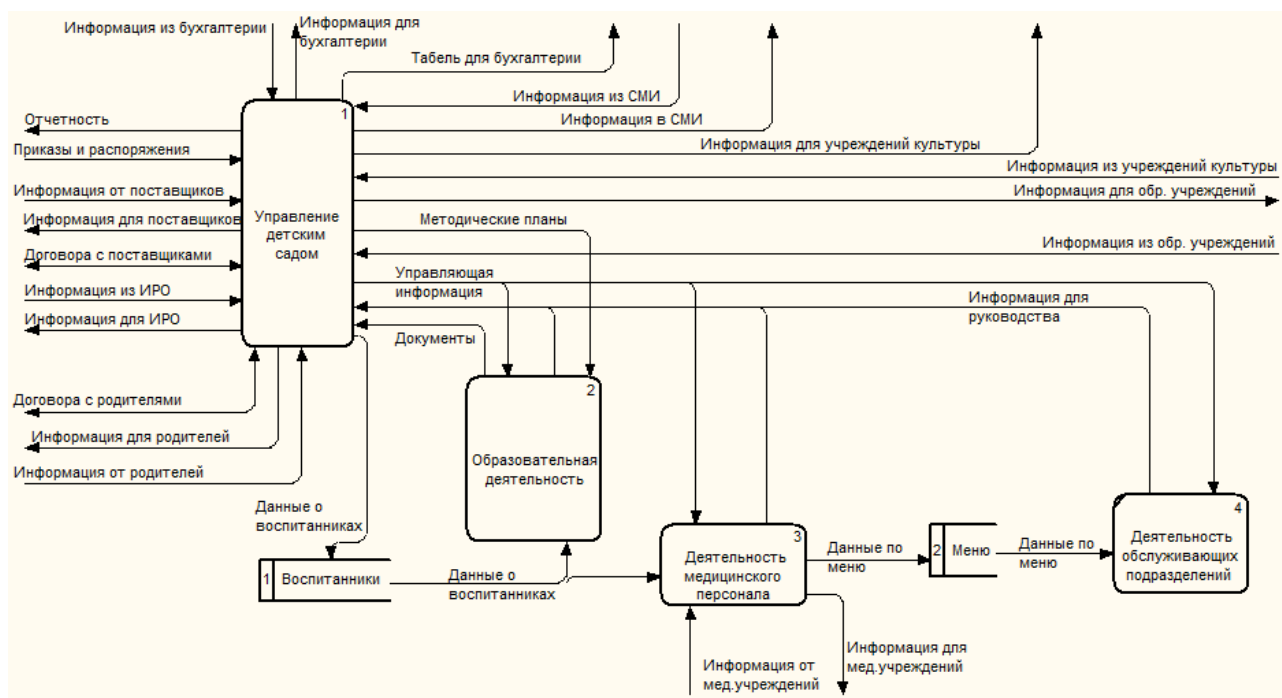 Информация из бухгалтерии
Информация для
бухгалтерии
Табель для бухгалтерии
Информация из СМИ
Информация в СМИ
Информация для учреждений культуры
Информация из учреждений культуры
Информация для обр. учреждений
Информация из обр. учреждений
Отчетность
Приказы и распоряжения
Информация от поставщиков
Информация для поставщиков
Договора с поставщиками
Информация из ИРО
Информация для ИРО
1
Управление
детским
садом
Методические планы
Управляющая
информация
Документы
Информация для
руководства
Договора с родителями
Информация для родителей
Информация от родителей
2
Образовательная
деятельность
Данные о
воспитанниках
1 Воспитанники
Данные о
воспитанниках
3
Деятельность
медицинского
персонала
Данные по
меню
2 Меню
Данные по
меню
4
Деятельность
обслуживающих
подразделений
Информация от
мед.учреждений
Информация для
мед.учреждений